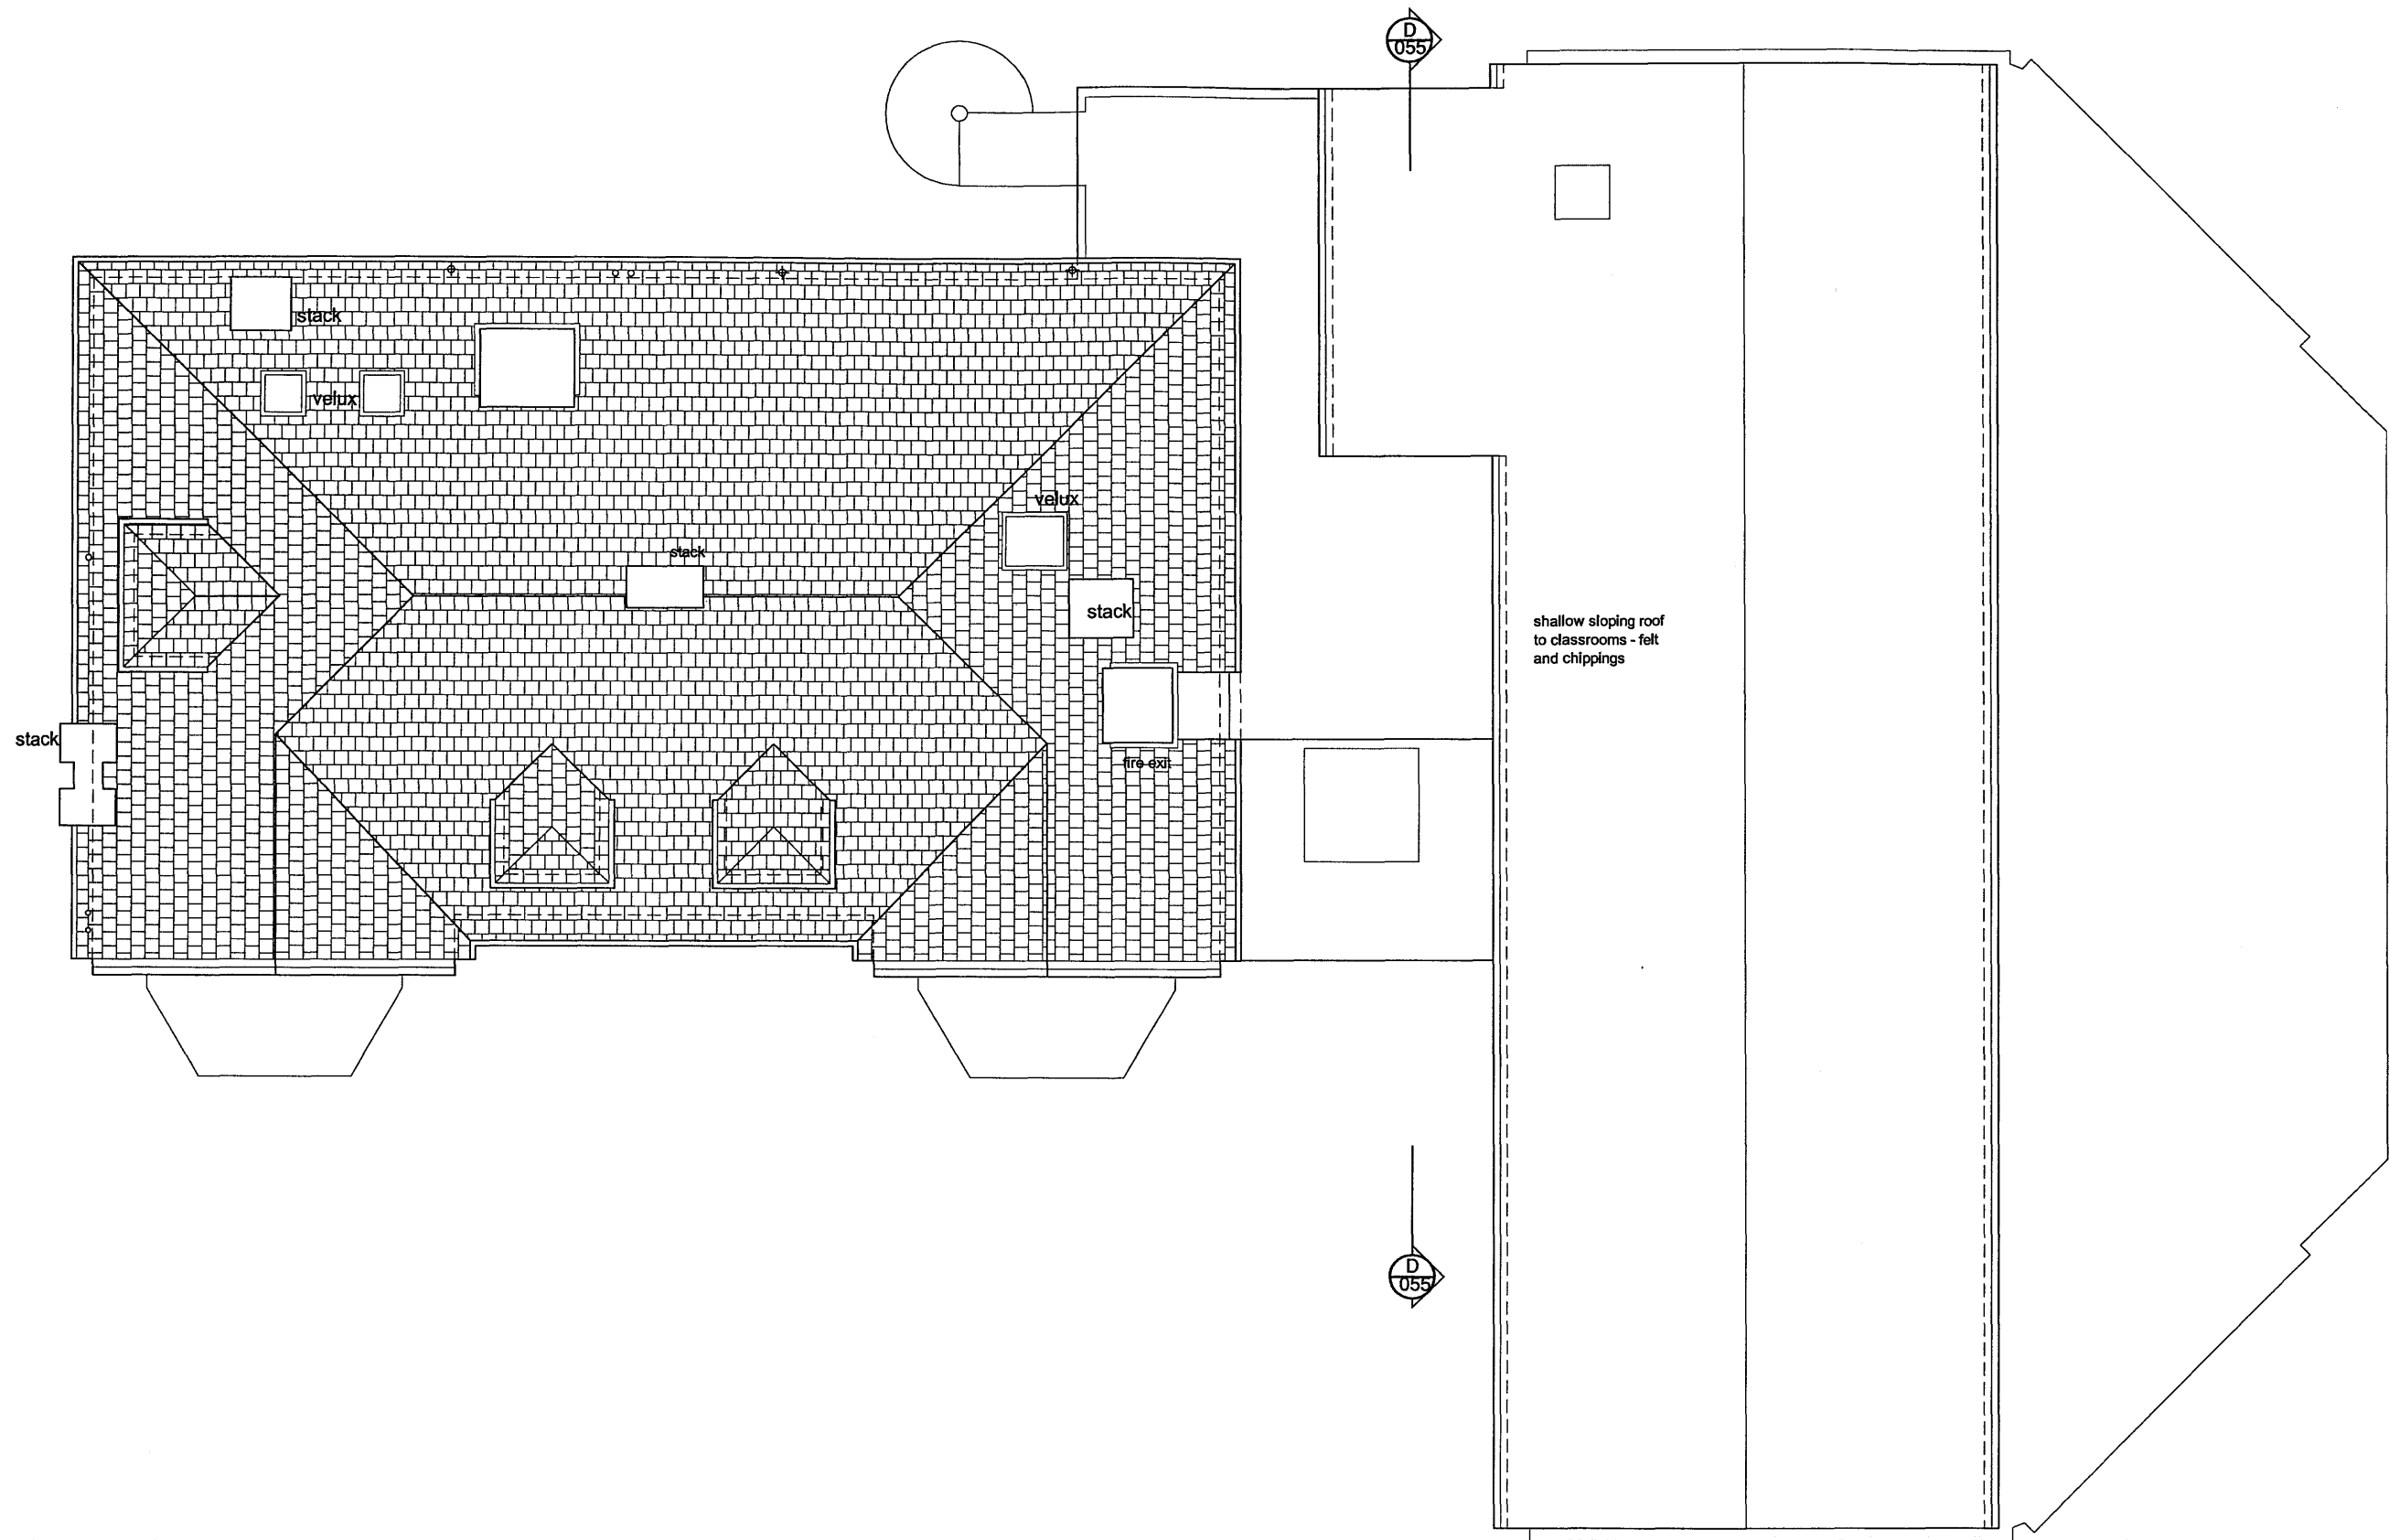 D
055
stack
velux
velux
stack
stack
shallow sloping roof
to classrooms - felt
and chippings
stack
fire exit
D
055